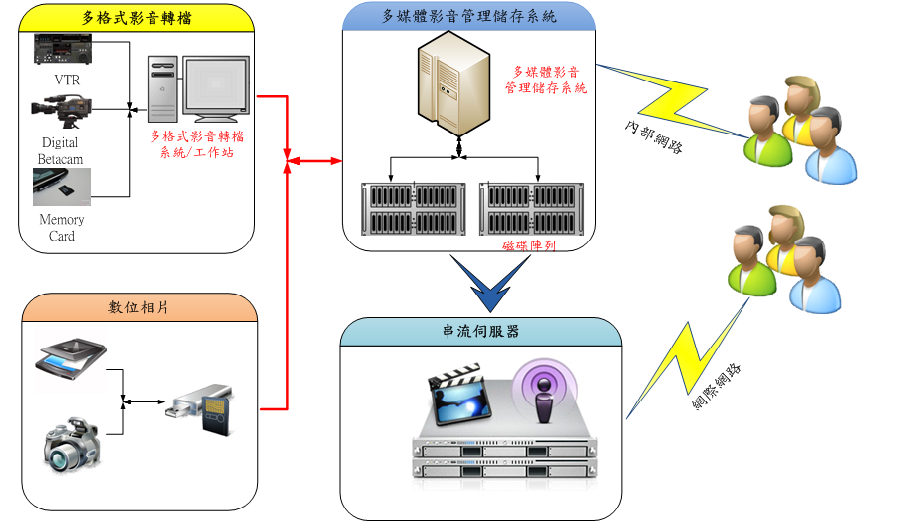 多格式影音轉檔
VTR
Digital
Betacam
Memory
Card
多格式影音轉檔
系統/工作站
數位相片
多媒體影音管理儲存系統
多媒體影音
管理儲存系統
磁碟陣列
串流伺服器
內部網路
網際網路